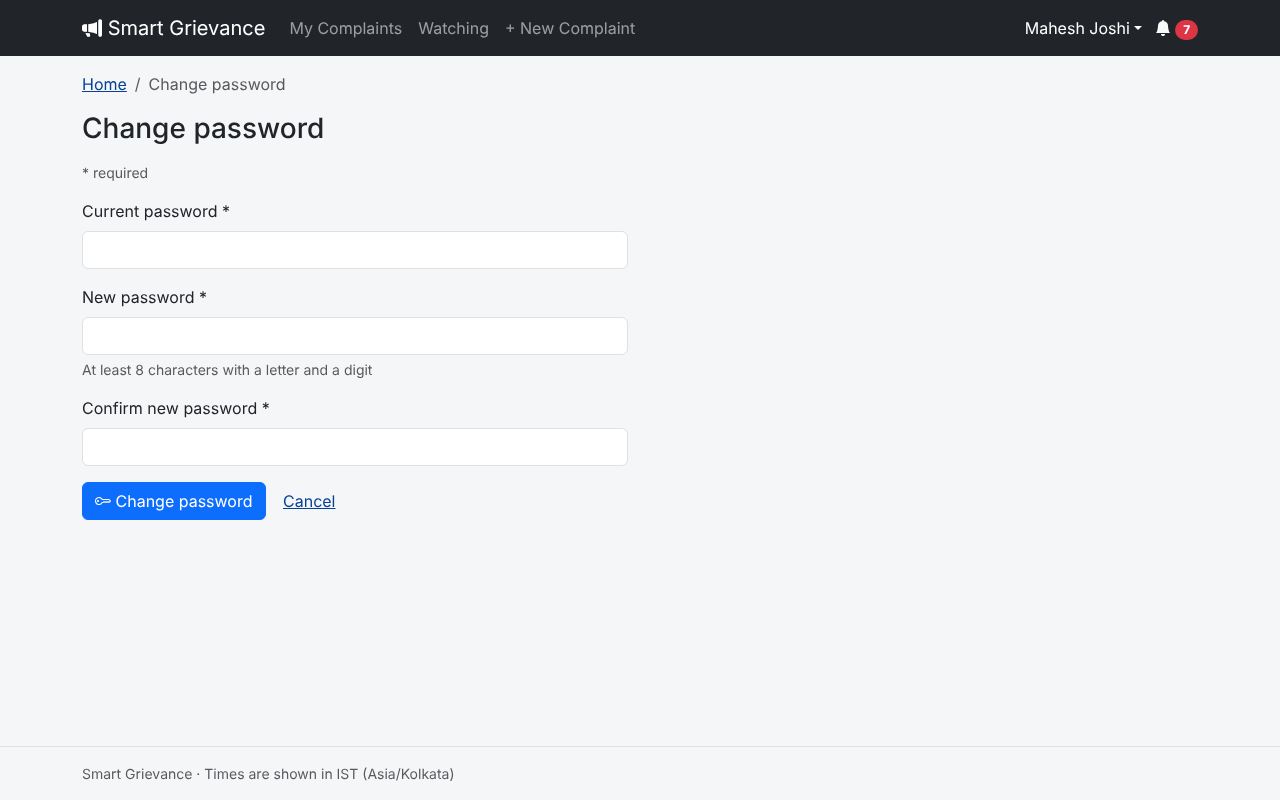 Smart Grievance My Complaints Watching + New Complaint Mahesh Joshi 7
Home / Change password
Change password
* required
Current password *
New password *
At least 8 characters with a letter and a digit
Confirm new password *
Change password Cancel
Smart Grievance · Times are shown in IST (Asia/Kolkata)